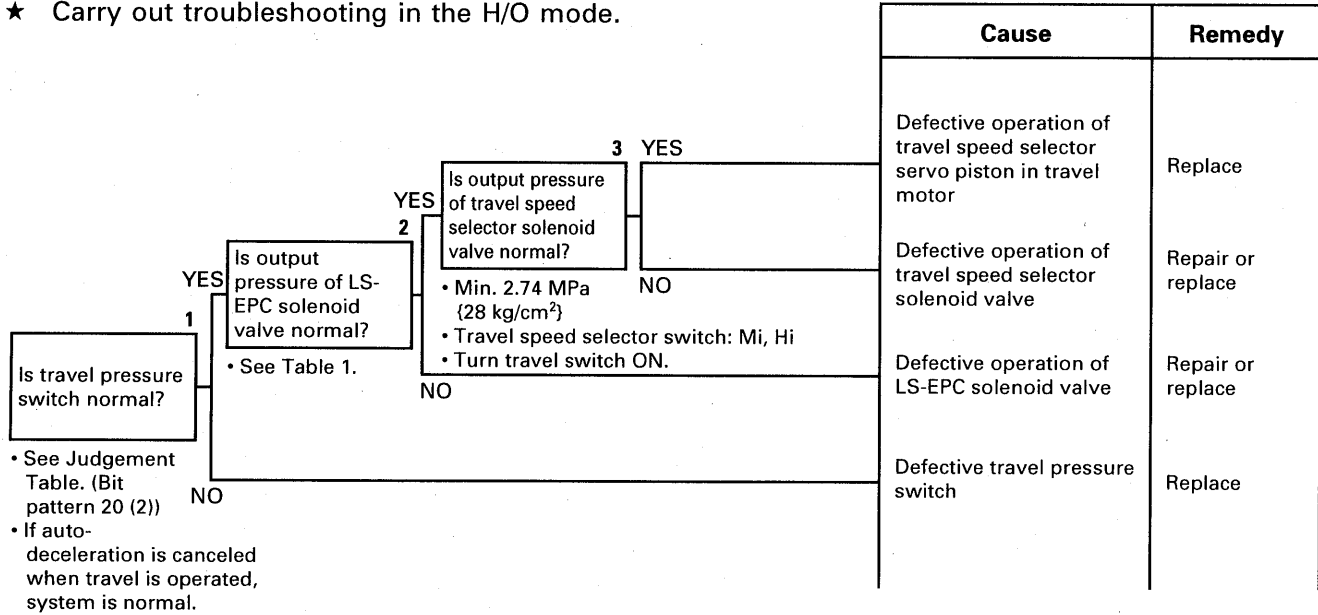 ★ Carry out troubleshooting in the H/O mode.
Cause
Remedy
1
Is travel pressure
switch normal?
• See Judgement
Table. (Bit
pattern 20 (2))
• If auto-
deceleration is canceled
when travel is operated,
system is normal.
YES
NO
2
Is output
pressure of LS-
EPC solenoid
valve normal?
• See Table 1.
YES
NO
3
Is output pressure
of travel speed
selector solenoid
valve normal?
• Min. 2.74 MPa
{28 kg/cm²}
• Travel speed selector switch: Mi, Hi
• Turn travel switch ON.
YES
NO
Defective operation of
travel speed selector
servo piston in travel
motor
Replace
Defective operation of
travel speed selector
solenoid valve
Repair or
replace
Defective operation of
LS-EPC solenoid valve
Repair or
replace
Defective travel pressure
switch
Replace